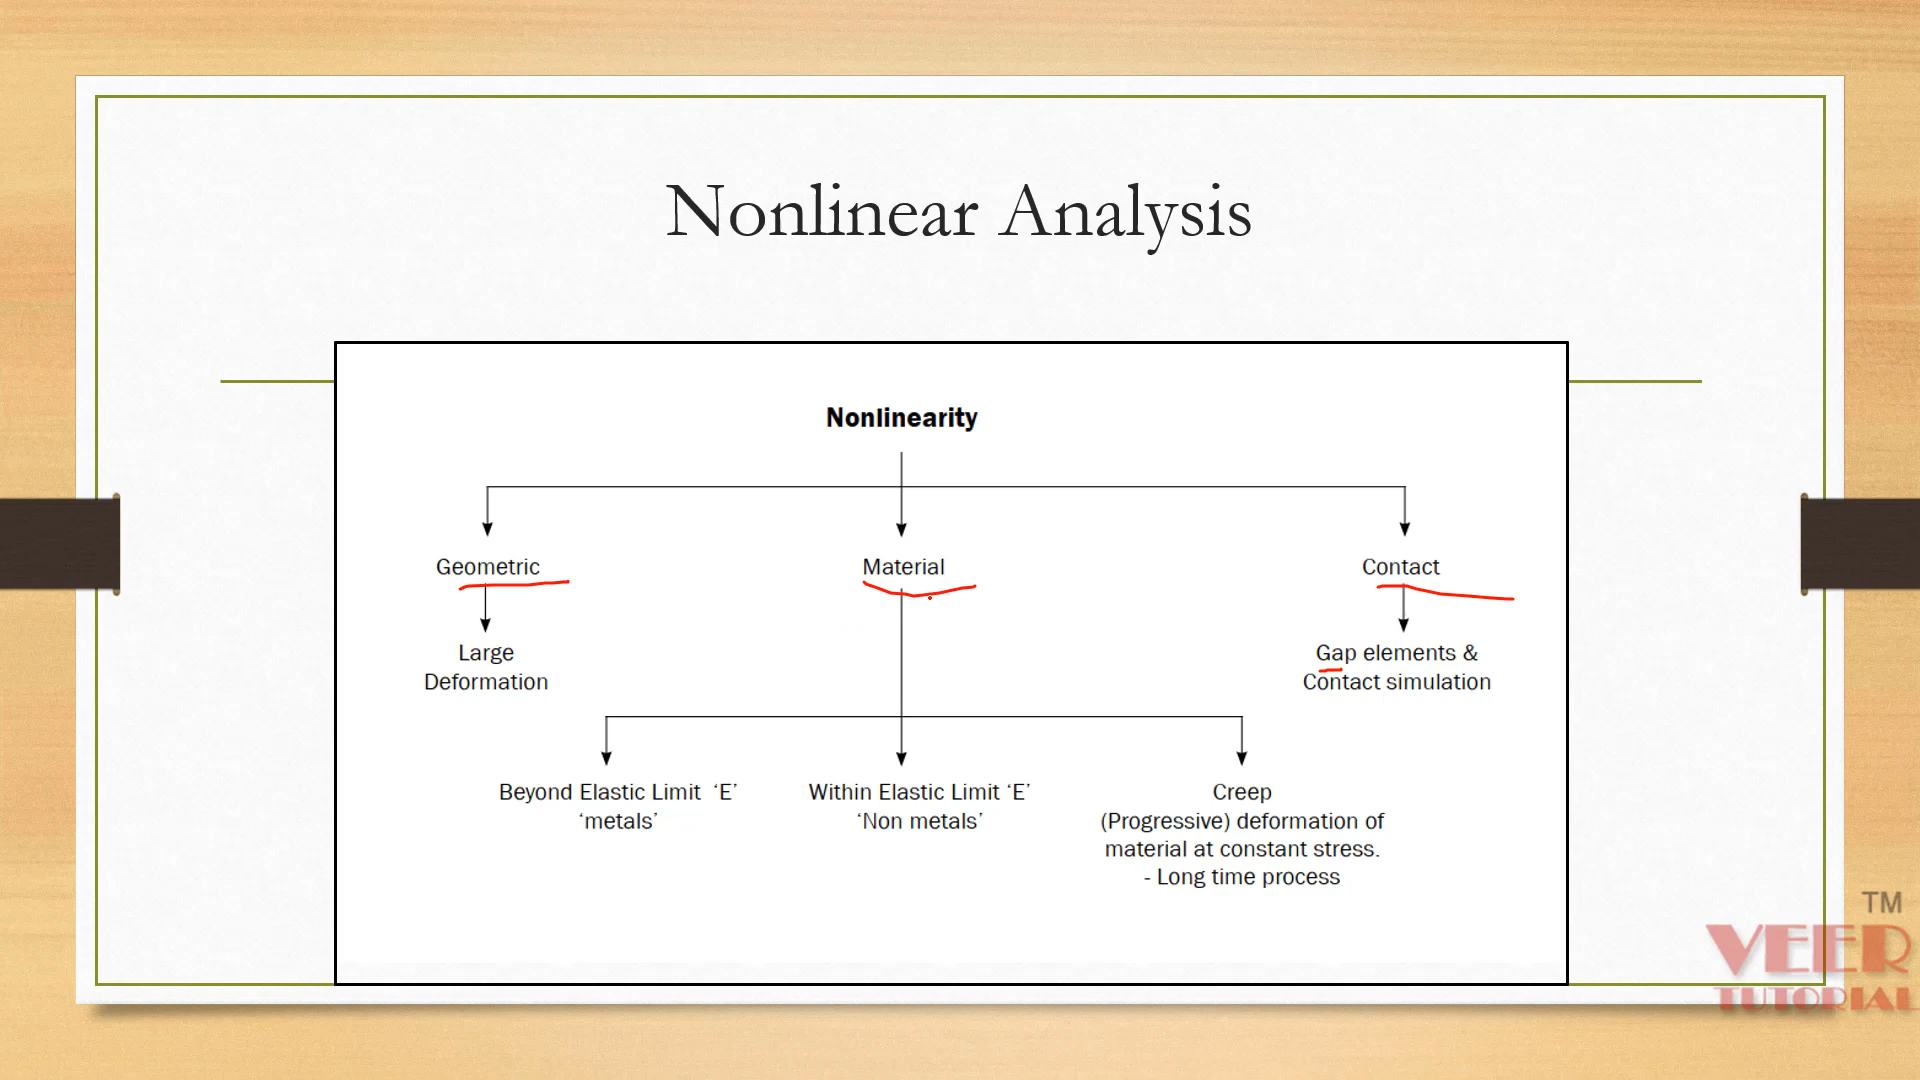 Nonlinear Analysis
Nonlinearity
Geometric
Material
Contact
Large
Deformation
Gap elements &
Contact simulation
Beyond Elastic Limit ‘E’
‘metals’
Within Elastic Limit ‘E’
‘Non metals’
Creep
(Progressive) deformation of
material at constant stress.
- Long time process
TM
VEER
TUTORIAL